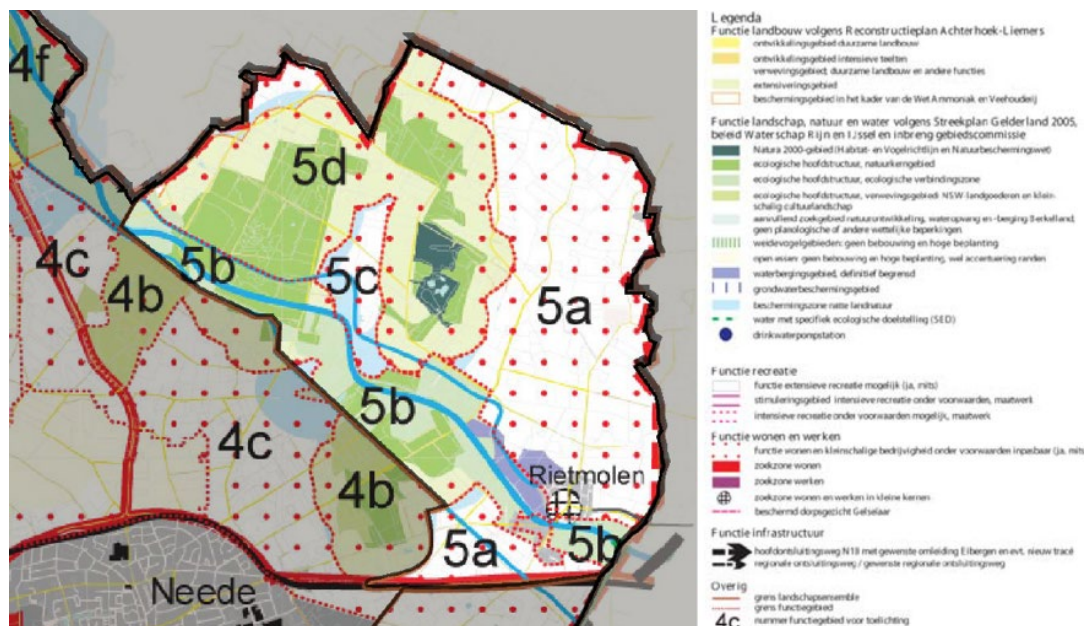 4f
5d
4c
5b
5c
4b
5a
5b
4c
4b
Rietmolen
5a
5b
Neede
Legenda
Functie landbouw volgens Reconstructieplan Achterhoek-Liemers
ontwikkelingsgebied duurzame landbouw
ontwikkelingsgebied intensieve teelten
verwevingsgebied, duurzame landbouw en andere functies
extensiveringsgebied
beschermingsgebied in het kader van de Wet Ammoniak en Veehouderij
Functie landschap, natuur en water volgens Streekplan Gelderland 2005,
beleid Waterschap Rijn en IJssel en inbreng gebiedscommissie
Natura 2000-gebied (Habitat- en Vogelrichtlijn en Natuurbeschermingswet)
ecologische hoofdstructuur, natuurkerngebied
ecologische hoofdstructuur, ecologische verbindingszone
ecologische hoofdstructuur, verwevingsgebied: NSW-landgoederen en klein-
schalig cultuurlandschap
aanvullend zoekgebied natuurontwikkeling, wateropvang en -berging Berkelland,
geen planologische of andere wettelijke beperkingen.
weidevogelgebieden: geen bebouwing en hoge beplanting
open essen: geen bebouwing en hoge beplanting, wel accentuering randen
waterbergingsgebied, definitief begrensd
grondwaterbeschermingsgebied
beschermingszone natte landnatuur
water met specifiek ecologische doelstelling (SED)
drinkwaterpompstation
Functie recreatie
functie extensieve recreatie mogelijk (ja, mits)
stimuleringsgebied intensieve recreatie onder voorwaarden, maatwerk
intensieve recreatie onder voorwaarden mogelijk, maatwerk
Functie wonen en werken
functie wonen en kleinschalige bedrijvigheid onder voorwaarden inpasbaar (ja, mits
zoekzone wonen
zoekzone werken
zoekzone wonen en werken in kleine kernen
beschermd dorpsgezicht Gelselaar
Functie infrastructuur
hoofdontsluitingsweg N18 met gewenste omleiding Eibergen en evt. nieuw tracé
regionale ontsluitingsweg / gewenste regionale ontsluitingsweg
Overig
grens landschapsensemble
grens functiegebied
4c nummer functiegebied voor toelichting